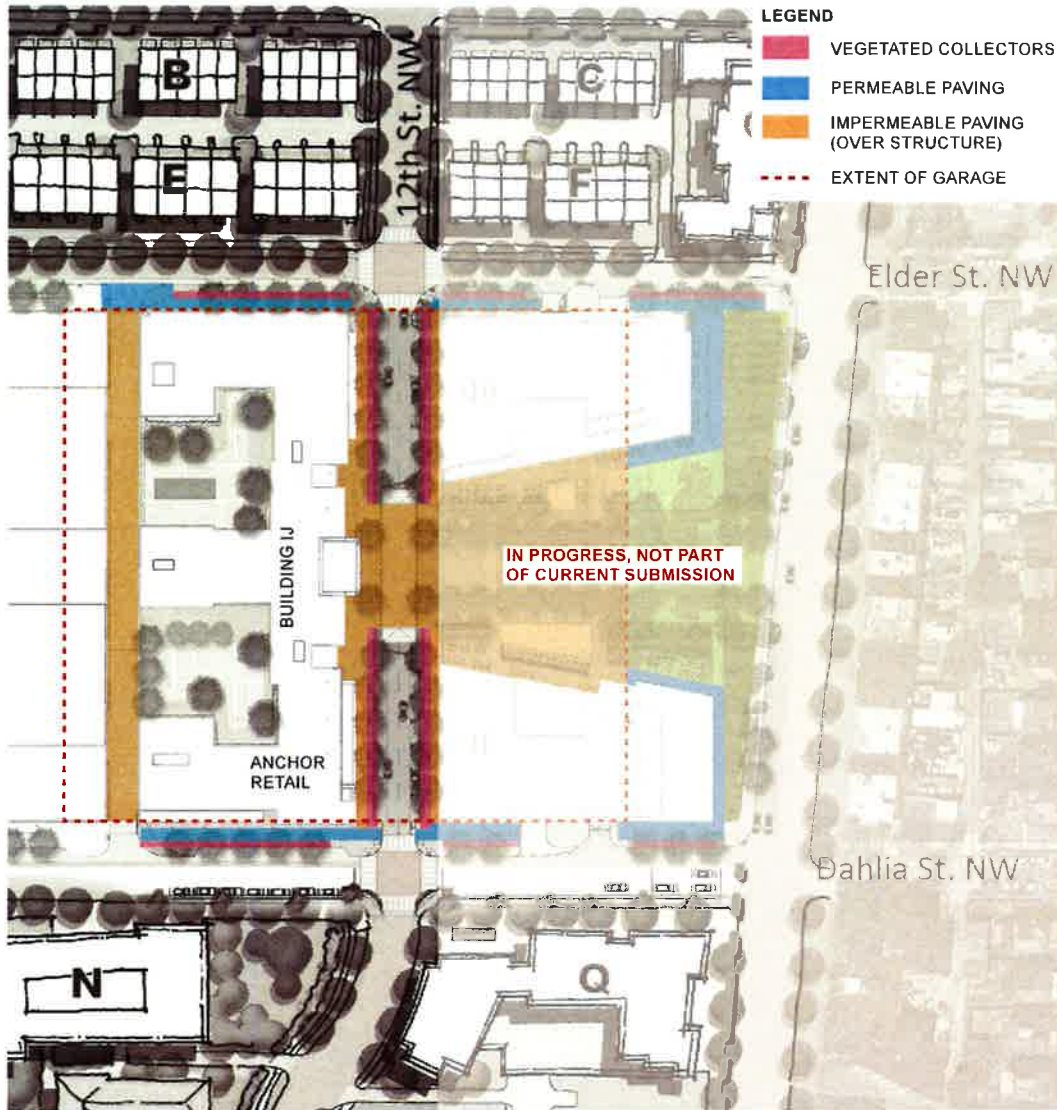 LEGEND
VEGETATED COLLECTORS
PERMEABLE PAVING
IMPERMEABLE PAVING
(OVER STRUCTURE)
EXTENT OF GARAGE
B
C
12th St. NW
E
F
Elder St. NW
BUILDING IJ
IN PROGRESS, NOT PART
OF CURRENT SUBMISSION
ANCHOR
RETAIL
Dahlia St. NW
N
Q